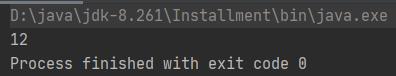 D:\java\jdk-8.261\Installment\bin\java.exe
12
Process finished with exit code 0